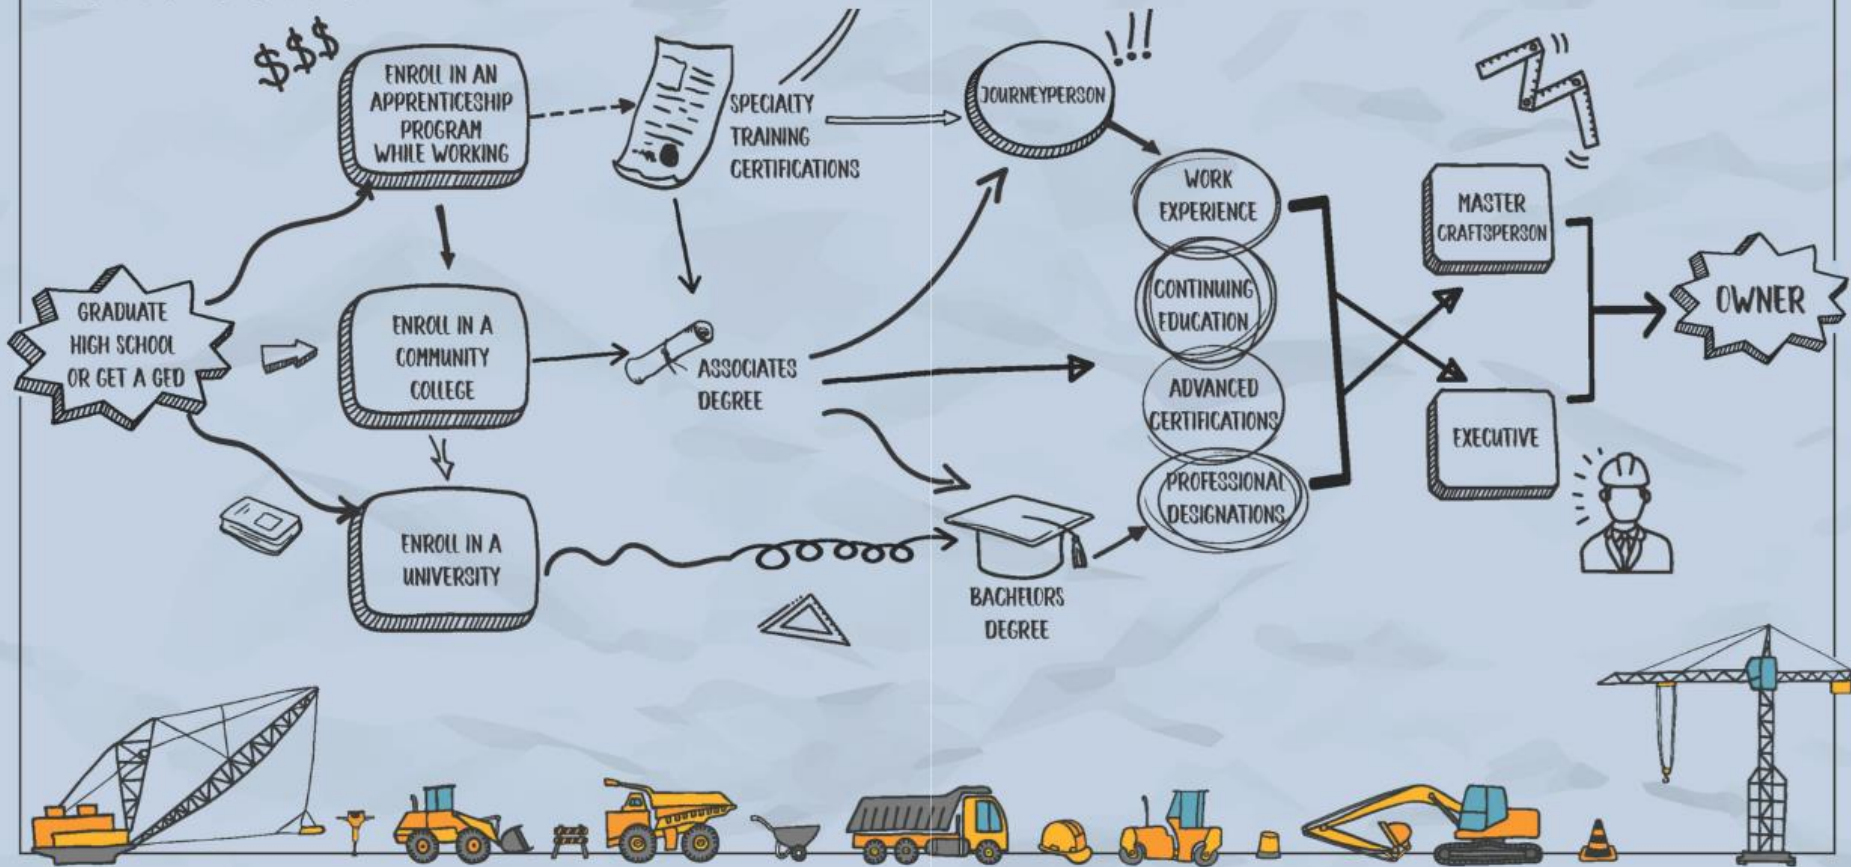 $$$
ENROLL IN AN
APPRENTICESHIP
PROGRAM
WHILE WORKING
SPECIALTY
TRAINING
CERTIFICATIONS
JOURNEYPERSON
!!!
WORK
EXPERIENCE
MASTER
CRAFTSPERSON
GRADUATE
HIGH SCHOOL
OR GET A GED
ENROLL IN A
COMMUNITY
COLLEGE
ASSOCIATES
DEGREE
CONTINUING
EDUCATION
OWNER
ADVANCED
CERTIFICATIONS
EXECUTIVE
PROFESSIONAL
DESIGNATIONS
ENROLL IN A
UNIVERSITY
BACHELORS
DEGREE